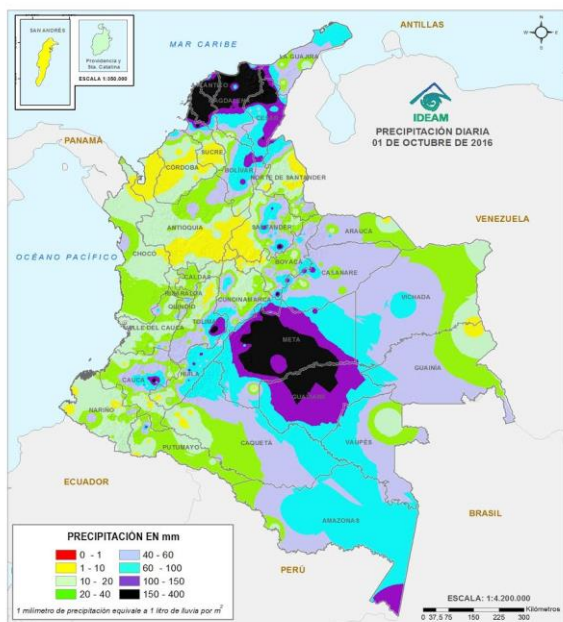 SAN ANDRÉS
Providencia y
Sta. Catalina
ESCALA 1:350.000
ANTILLAS
N
W E
S
MAR CARIBE
LA GUAJIRA
ATLÁNTICO
MAGDALENA
CESAR
IDEAM
PRECIPITACIÓN DIARIA
01 DE OCTUBRE DE 2016
PANAMÁ
SUCRE
CÓRDOBA
BOLÍVAR
NORTE DE SANTANDER
VENEZUELA
ANTIOQUIA
SANTANDER
ARAUCA
OCÉANO PACÍFICO
CHOCÓ
BOYACÁ
CASANARE
CALDAS
RISARALDA
CUNDINAMARCA
VICHADA
QUINDÍO
TOLIMA
VALLE DEL CAUCA
META
GUAINÍA
CAUCA
HUILA
GUAVIARE
NARIÑO
CAQUETÁ
VAUPÉS
PUTUMAYO
ECUADOR
AMAZONAS
BRASIL
PERÚ
PRECIPITACIÓN EN mm
0 - 1 40 - 60
1 - 10 60 - 100
10 - 20 100 - 150
20 - 40 150 - 400
1 milímetro de precipitación equivale a 1 litro de lluvia por m²
ESCALA: 1:4.200.000
Kilómetros
0 37,5 75 150 225 300